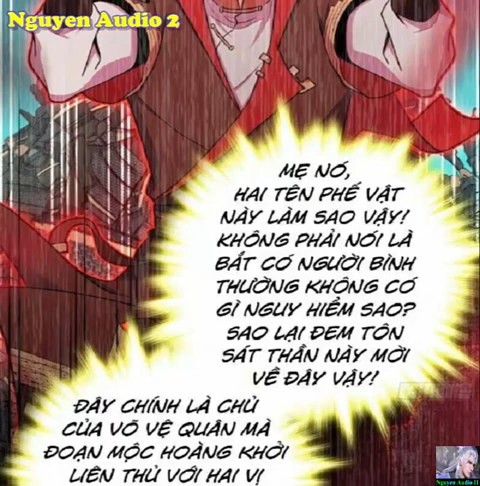 Nguyen Audio 2
MẸ NÓ,
HAI TÊN PHẾ VẬT
NÀY LÀM SAO VẬY!
KHÔNG PHẢI NÓI LÀ
BẮT CÓ NGƯỜI BÌNH
THƯỜNG KHÔNG CÓ
GÌ NGUY HIỂM SAO?
SAO LẠI ĐEM TÔN
SÁT THẦN NÀY MỜI
VỀ ĐÂY VẬY!
ĐÂY CHÍNH LÀ CHỦ
CỦA VÕ VỆ QUÂN MÀ
ĐOẠN MỘC HOÀNG KHỞI
LIÊN THỦ VỚI HAI VỊ
Nguyen Audio II